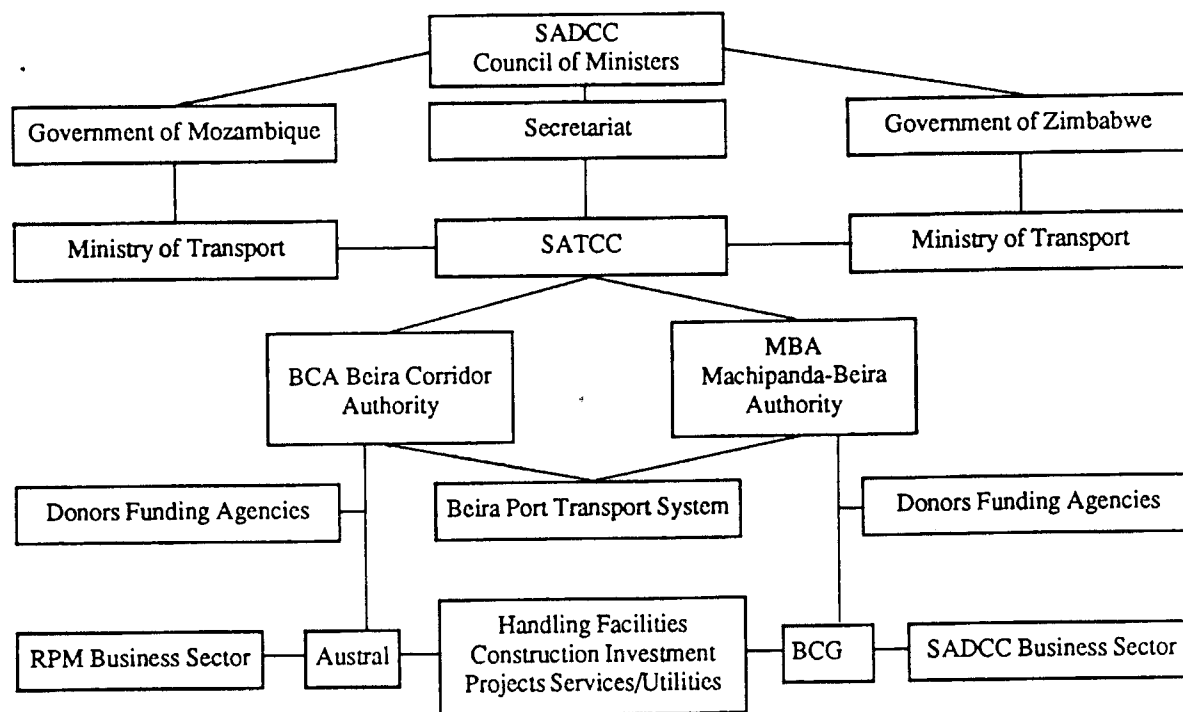 SADCC
Council of Ministers
Government of Mozambique
Secretariat
Government of Zimbabwe
Ministry of Transport
SATCC
Ministry of Transport
BCA Beira Corridor
Authority
MBA
Machipanda-Beira
Authority
Donors Funding Agencies
Beira Port Transport System
Donors Funding Agencies
RPM Business Sector
Austral
Handling Facilities
Construction Investment
Projects Services/Utilities
BCG
SADCC Business Sector